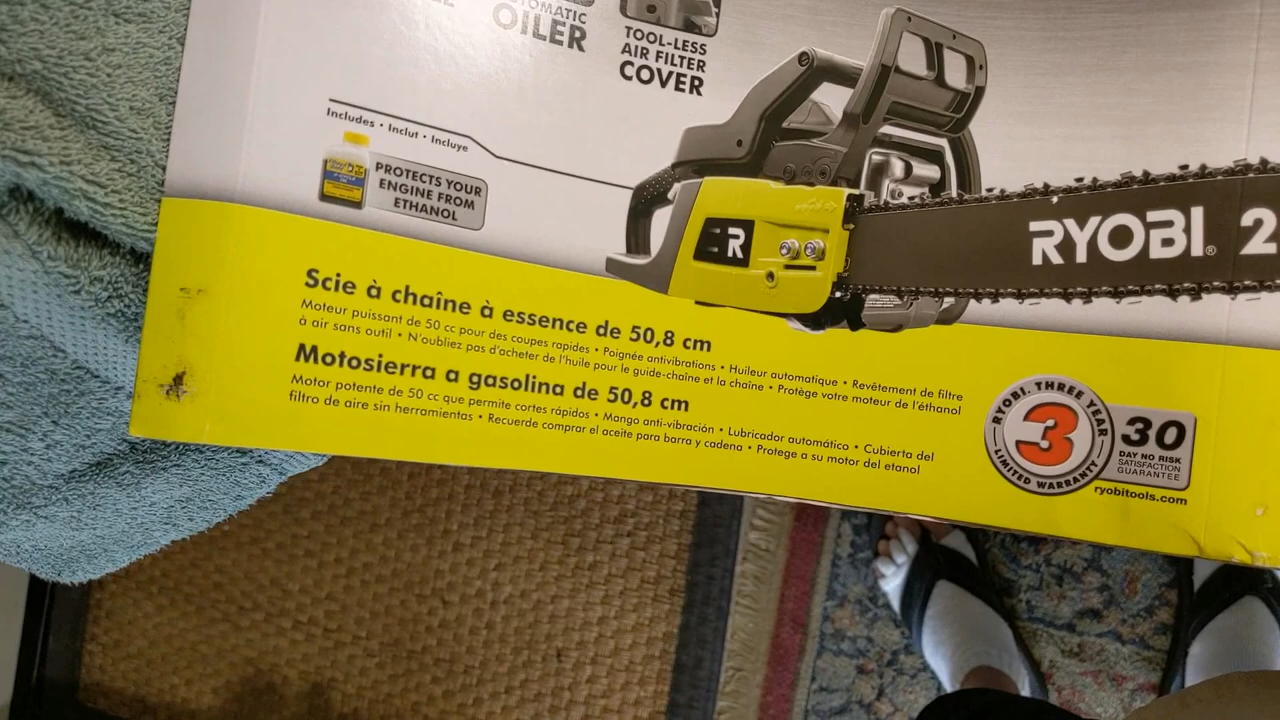 OILER
TOOL-LESS
AIR FILTER
COVER
Includes • Inclut • Incluye
PROTECTS YOUR
ENGINE FROM
ETHANOL
R
RYOBI® 2
Scie à chaîne à essence de 50,8 cm
Moteur puissant de 50 cc pour des coupes rapides • Poignée antivibrations • Huileur automatique • Revêtement de filtre
à air sans outil • N'oubliez pas d'acheter de l'huile pour le guide-chaîne et la chaîne • Protège votre moteur de l'éthanol
Motosierra a gasolina de 50,8 cm
Motor potente de 50 cc que permite cortes rápidos • Mango anti-vibración • Lubricador automático • Cubierta del
filtro de aire sin herramientas • Recuerde comprar el aceite para barra y cadena • Protege a su motor del etanol
RYOBI. THREE YEAR
3
LIMITED WARRANTY
30
DAY NO RISK
SATISFACTION
GUARANTEE
ryobitools.com